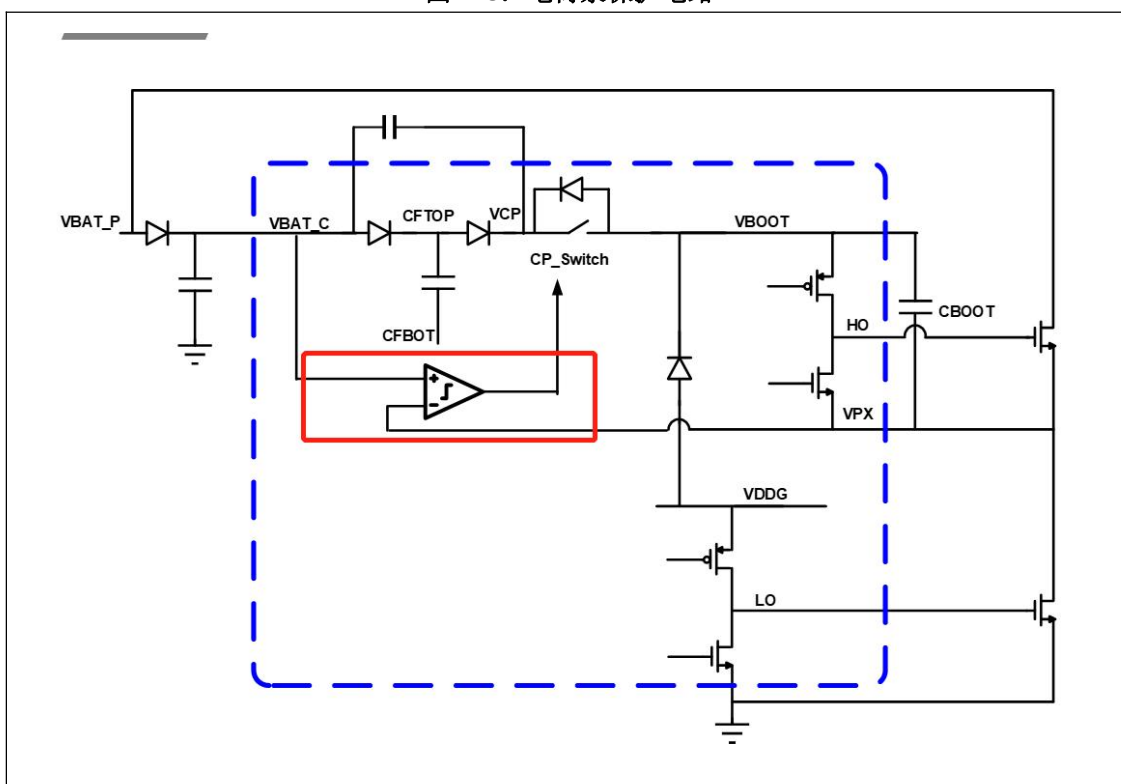 VBAT_P
VBAT_C
CFTOP
VCP
VBOOT
CP_Switch
CBOOT
CFBOT
HO
VPX
VDDG
LO